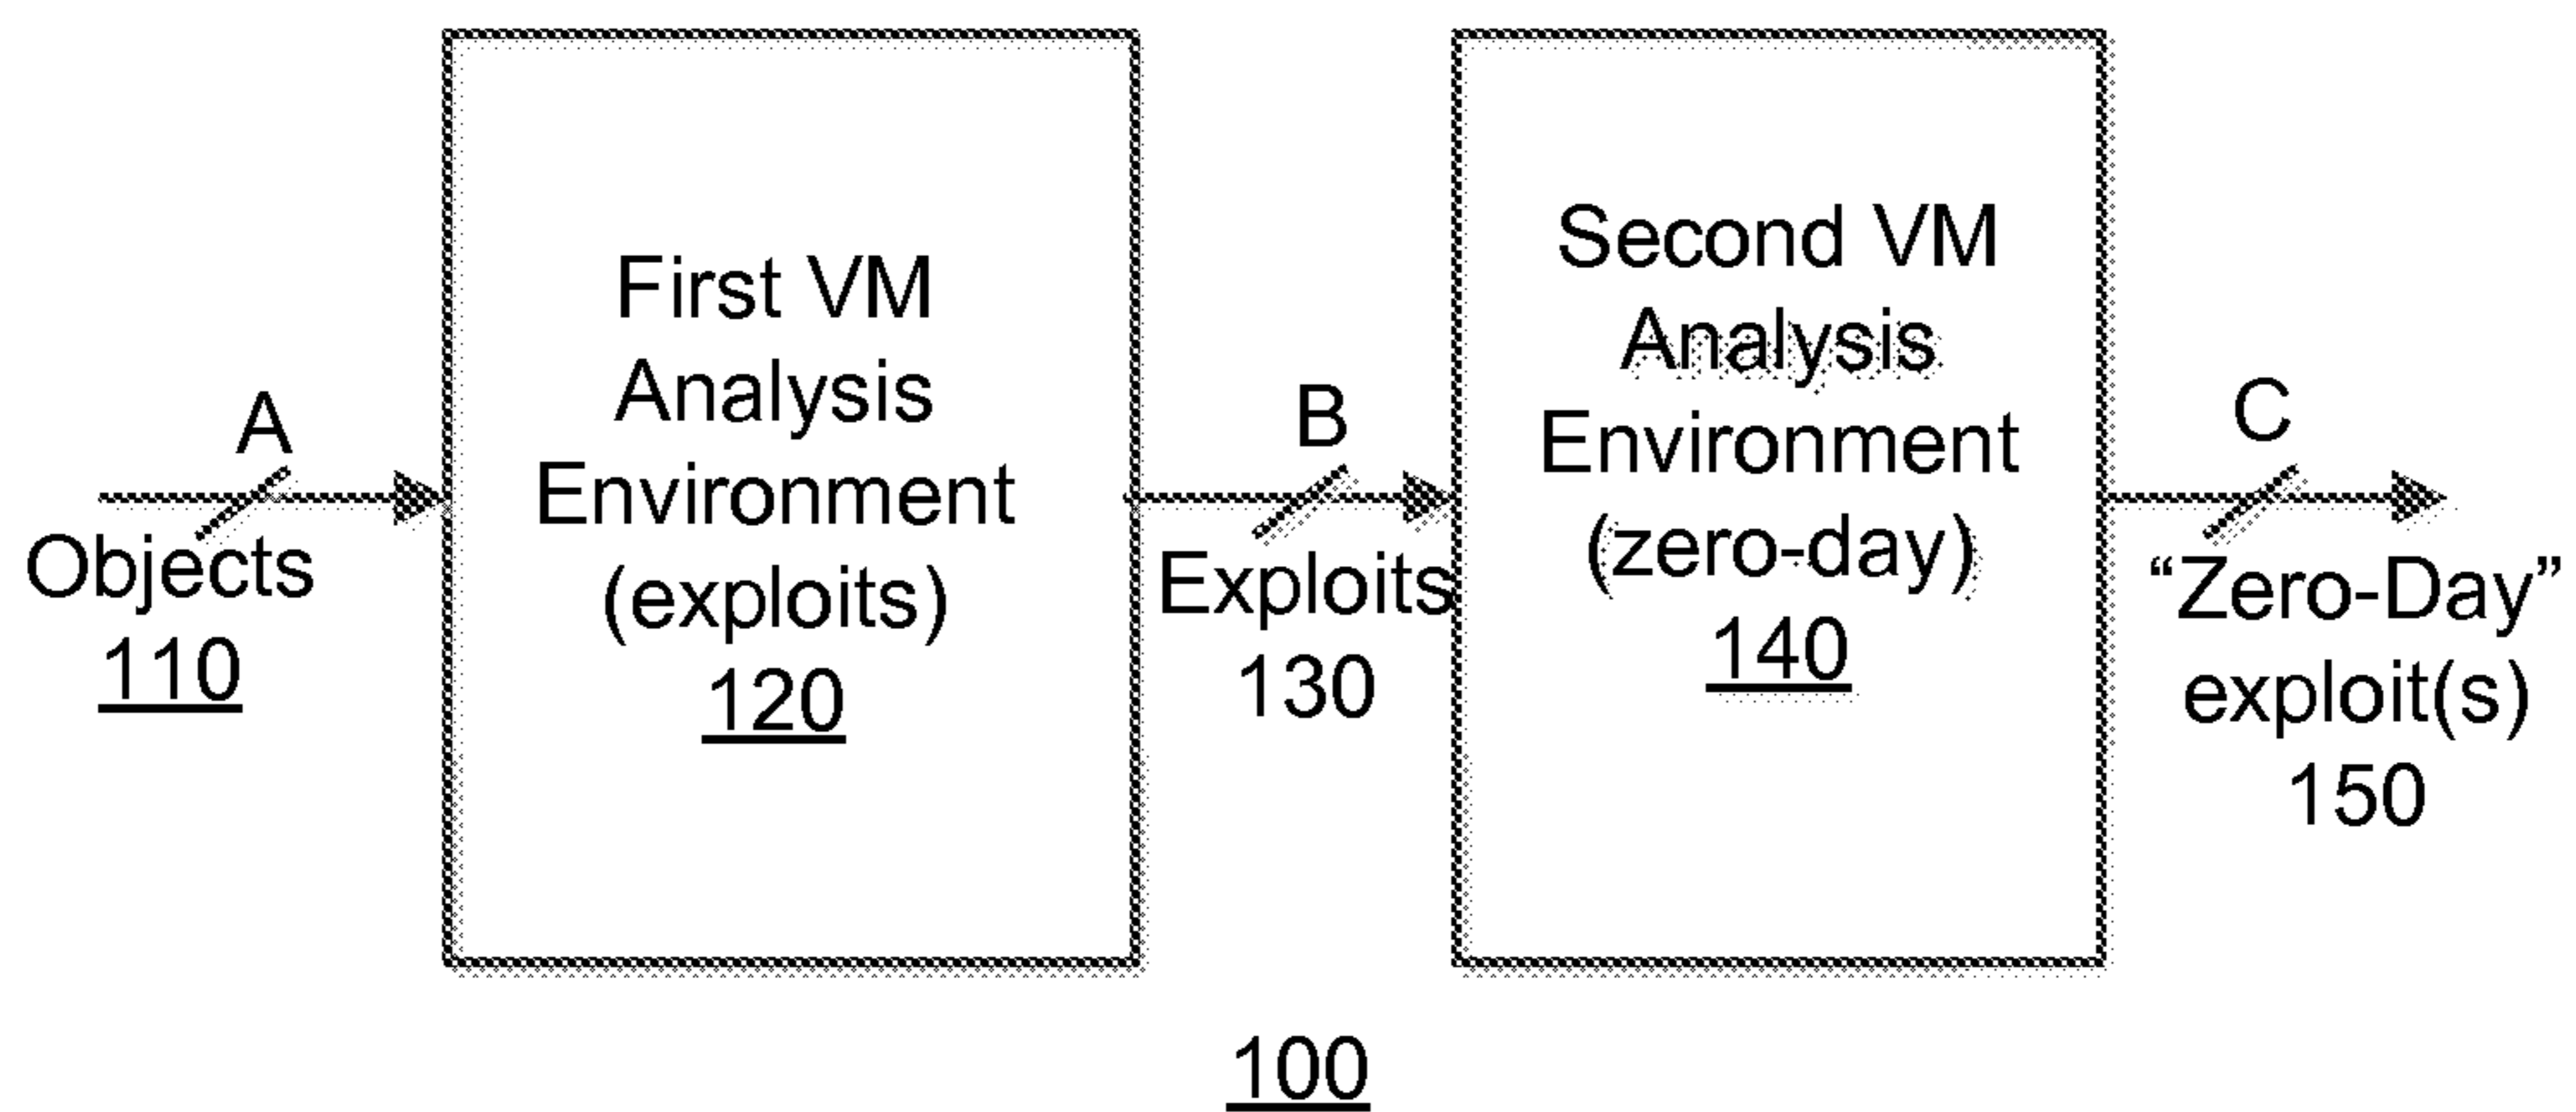 A
Objects
110
First VM
Analysis
Environment
(exploits)
120
B
Exploits
130
Second VM
Analysis
Environment
(zero-day)
140
C
“Zero-Day”
exploit(s)
150
100